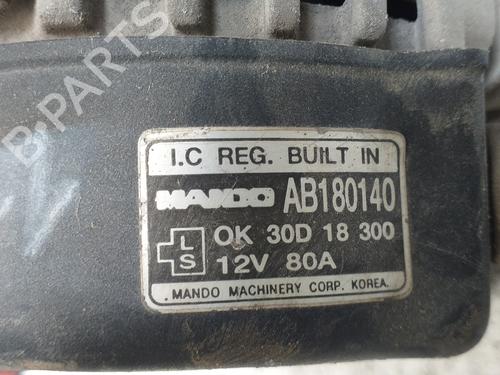 B-PARTS
I.C REG. BUILT IN
MANDO AB180140
L S OK 30D 18 300
12V 80A
MANDO MACHINERY CORP. KOREA.